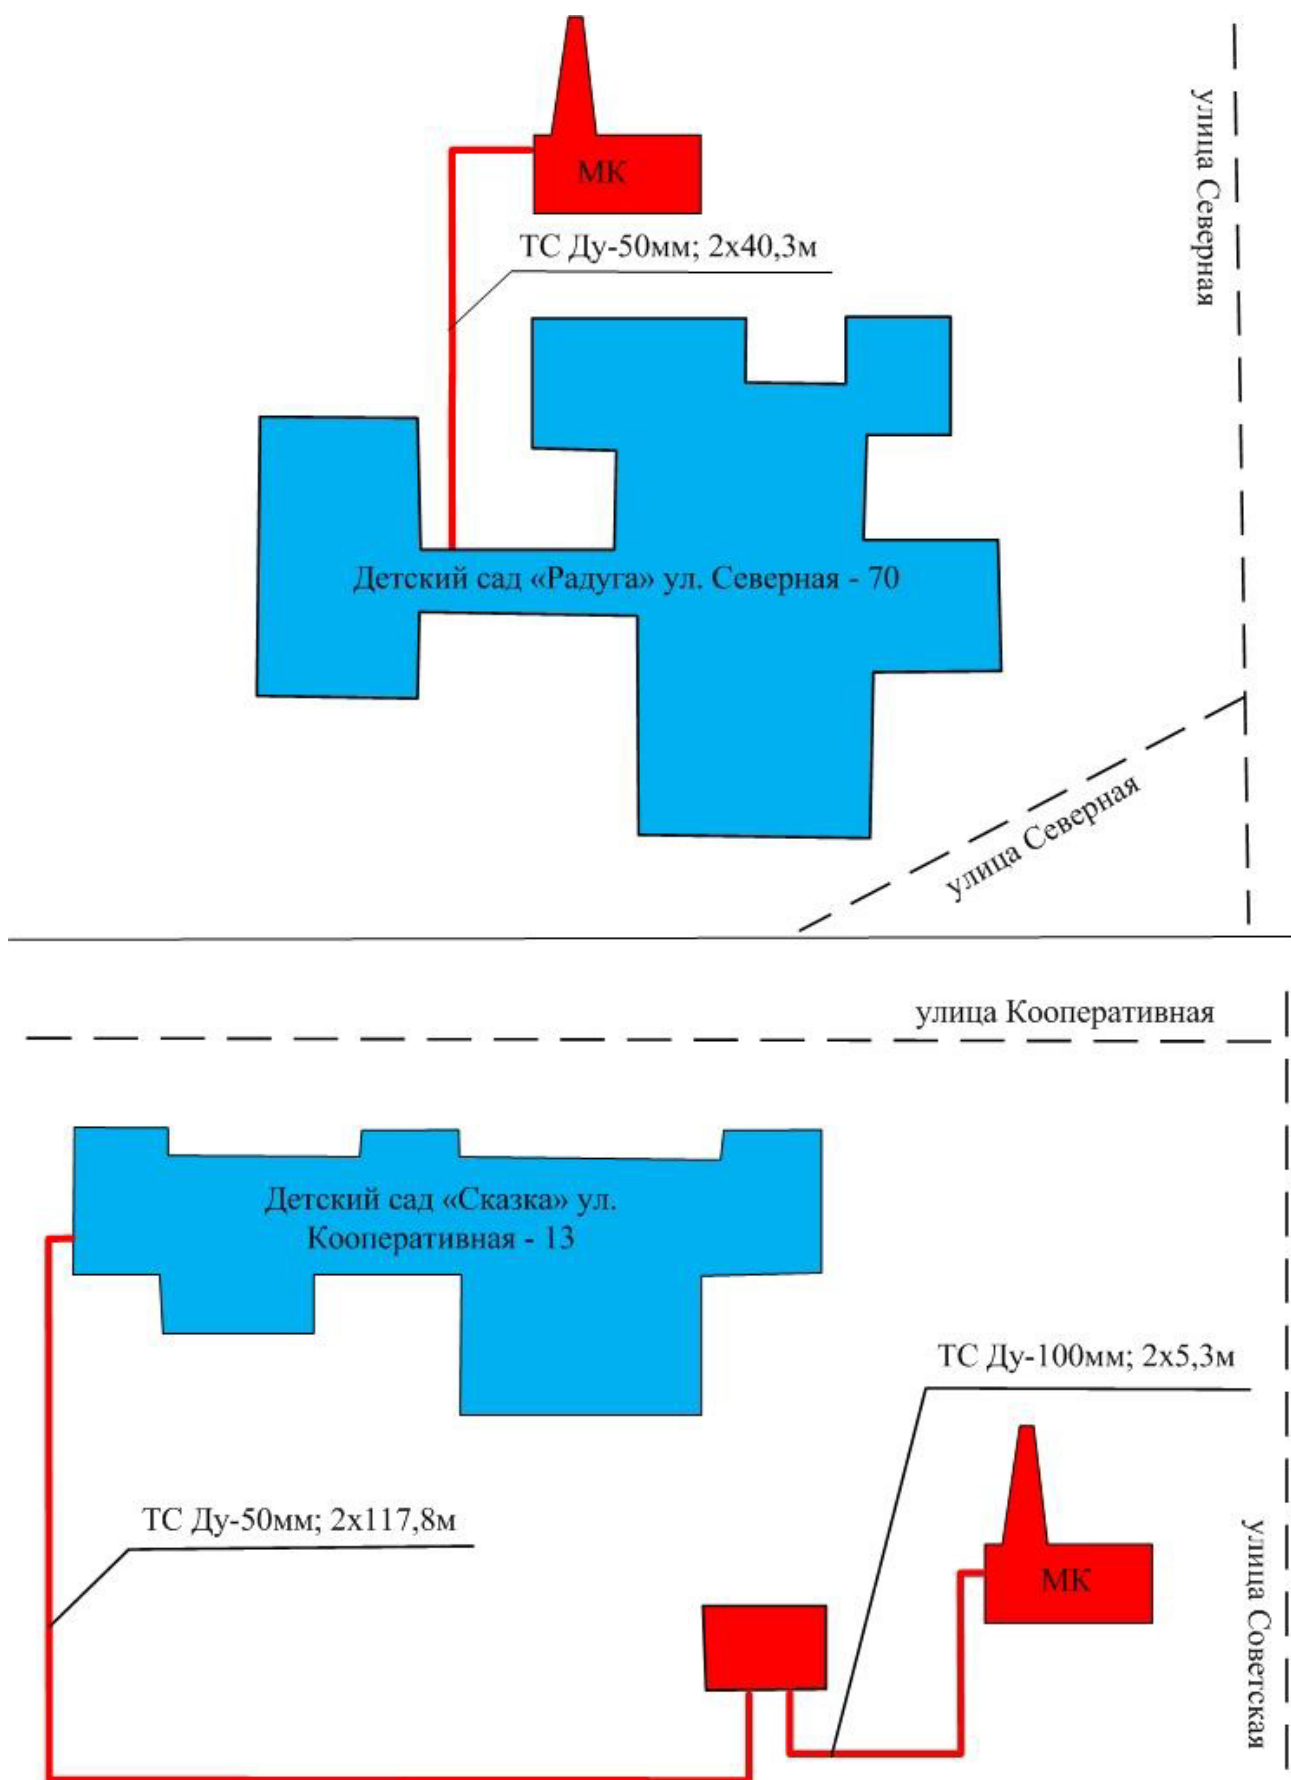 МК
улица Северная
ТС Ду-50мм; 2х40,3м
Детский сад «Радуга» ул. Северная - 70
улица Северная
улица Кооперативная
Детский сад «Сказка» ул.
Кооперативная - 13
ТС Ду-100мм; 2х5,3м
ТС Ду-50мм; 2х117,8м
МК
улица Советская